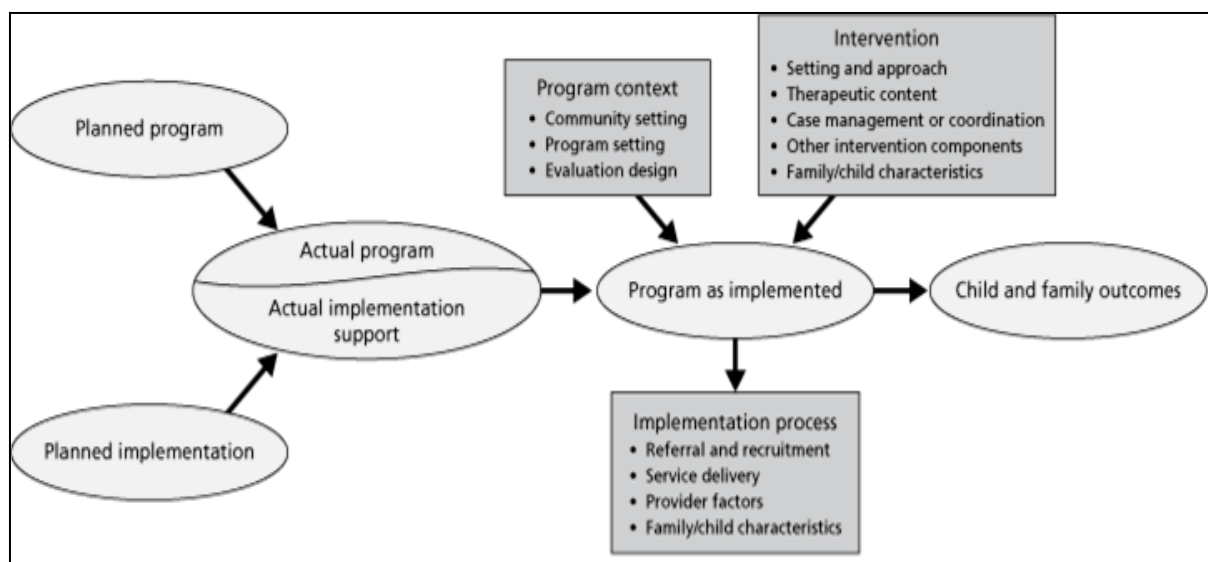 Planned program
Planned implementation
Actual program
Actual implementation
support
Program context
• Community setting
• Program setting
• Evaluation design
Intervention
• Setting and approach
• Therapeutic content
• Case management or coordination
• Other intervention components
• Family/child characteristics
Program as implemented
Child and family outcomes
Implementation process
• Referral and recruitment
• Service delivery
• Provider factors
• Family/child characteristics